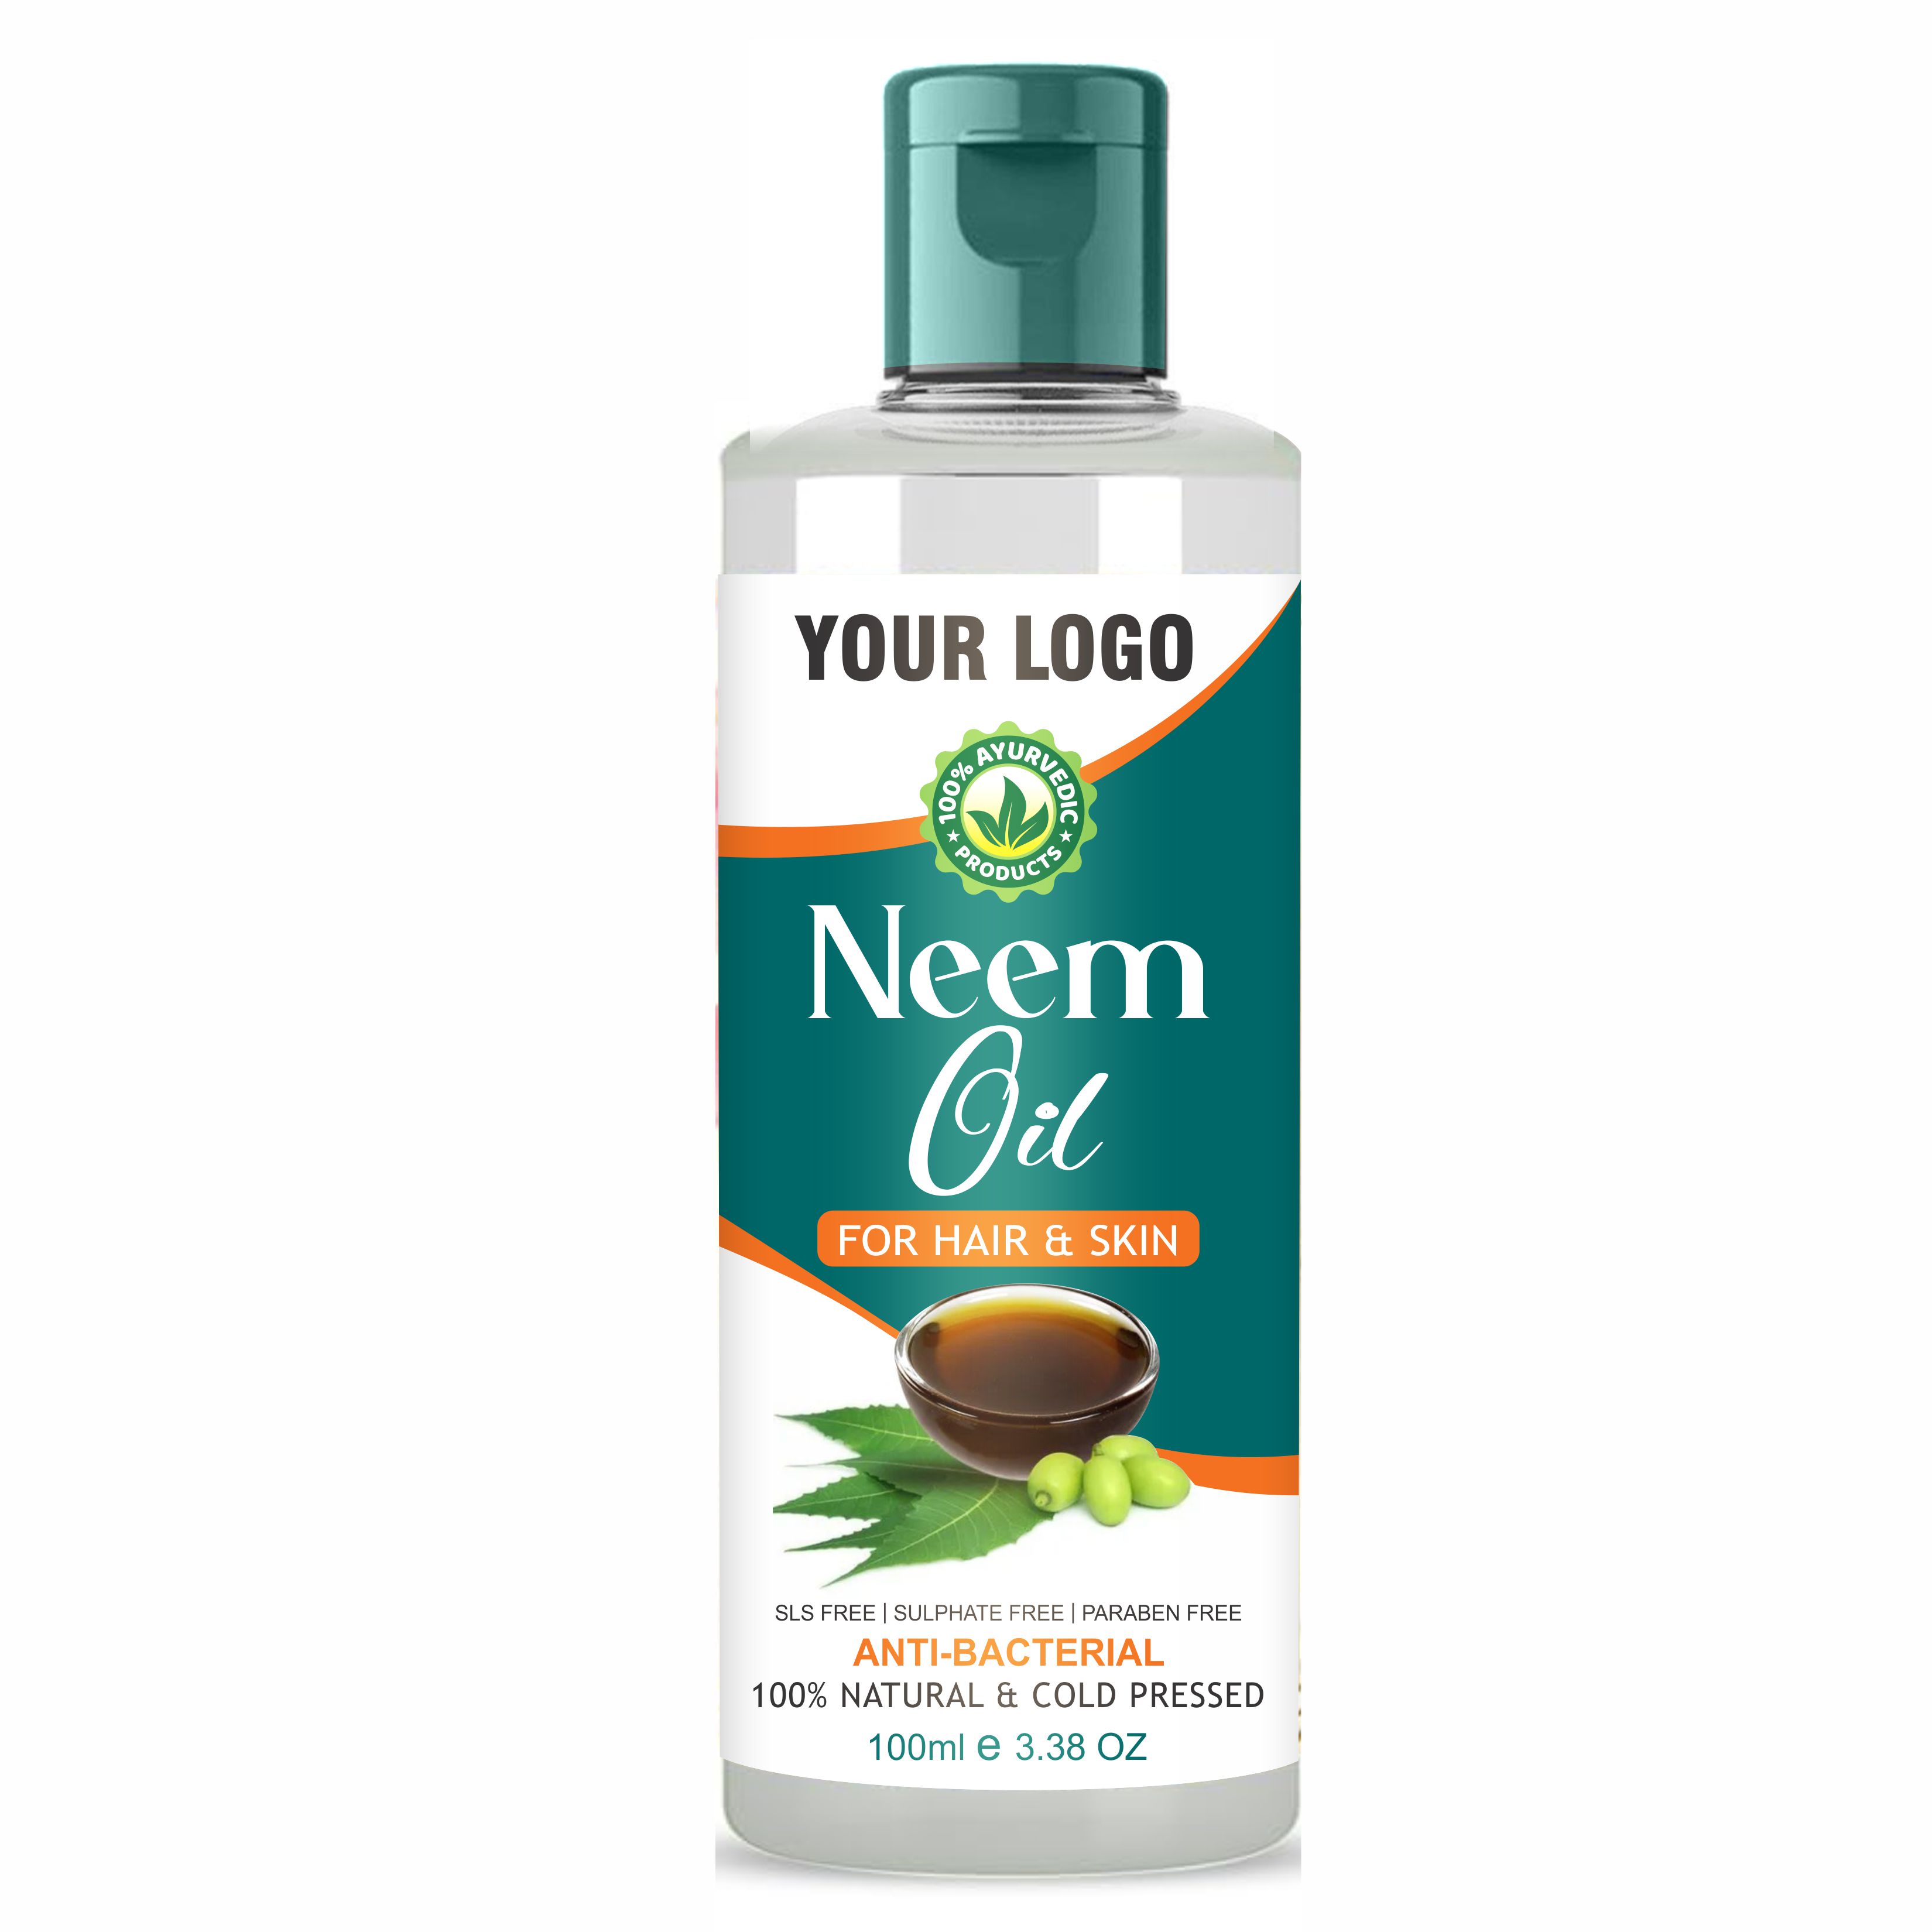 YOUR LOGO
100% AYURVEDIC
PRODUCTS
Neem
Oil
FOR HAIR & SKIN
SLS FREE | SULPHATE FREE | PARABEN FREE
ANTI-BACTERIAL
100% NATURAL & COLD PRESSED
100ml e 3.38 OZ